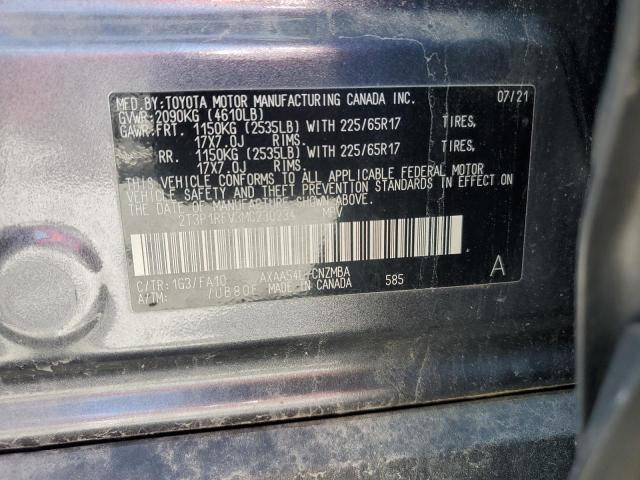 MFD.BY:TOYOTA MOTOR MANUFACTURING CANADA INC. 07/21
GVWR:2090KG (4610LB)
GAWR:FRT. 1150KG (2535LB) WITH 225/65R17 TIRES,
17X7.0J RIMS.
RR. 1150KG (2535LB) WITH 225/65R17 TIRES,
17X7.0J RIMS.
THIS VEHICLE CONFORMS TO ALL APPLICABLE FEDERAL MOTOR
VEHICLE SAFETY AND THEFT PREVENTION STANDARDS IN EFFECT
ON THE DATE OF MANUFACTURE SHOWN ABOVE.
2T3P1RFV3MC230234 MPV
C/TR: 1G3/FA10 AXAA54L-CNZMBA
A/TM: /UB80F MADE IN CANADA 585 A